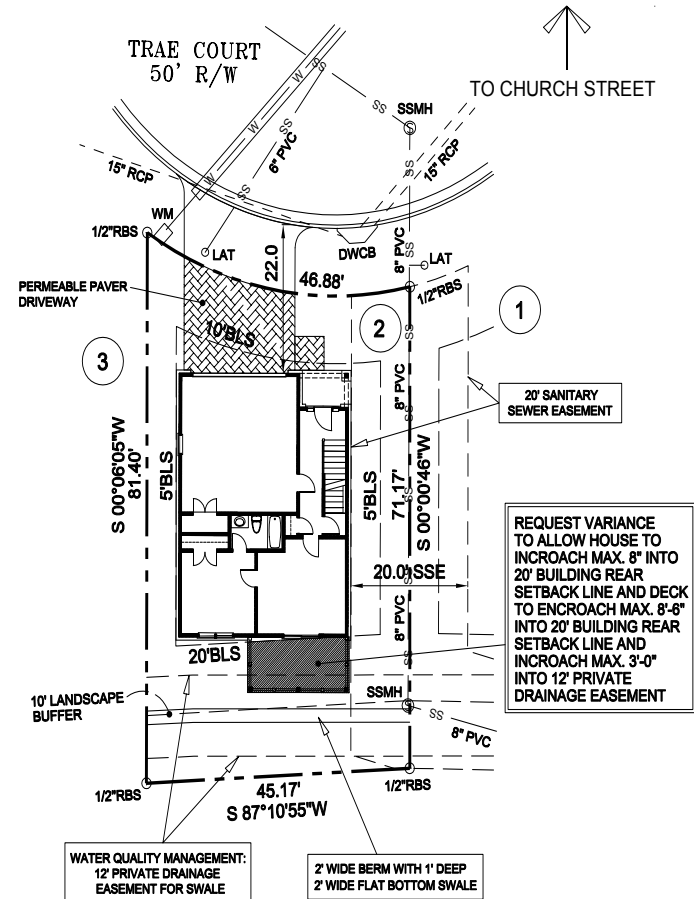 TRAE COURT
50' R/W
TO CHURCH STREET
SS
W
SS
SSMH
SS
W
SS
6" PVC
15" RCP
W
SS
15" RCP
SS
WM
1/2"RBS
LAT
22.0
DWCB
8" PVC
LAT
46.88'
SS
1/2"RBS
PERMEABLE PAVER
DRIVEWAY
10'BLS
2
1
3
SS
8" PVC
20' SANITARY
SEWER EASEMENT
S 00°06'05"W
81.40'
5'BLS
5'BLS
71.17'
S 00°00'46"W
SS
20.0' SSE
SS
8" PVC
SS
REQUEST VARIANCE
TO ALLOW HOUSE TO
INCROACH MAX. 8" INTO
20' BUILDING REAR
SETBACK LINE AND DECK
TO ENCROACH MAX. 8'-6"
INTO 20' BUILDING REAR
SETBACK LINE AND
INCROACH MAX. 3'-0"
INTO 12' PRIVATE
DRAINAGE EASEMENT
20'BLS
10' LANDSCAPE
BUFFER
SSMH
SS
8" PVC
1/2"RBS
45.17'
S 87°10'55"W
1/2"RBS
WATER QUALITY MANAGEMENT:
12' PRIVATE DRAINAGE
EASEMENT FOR SWALE
2' WIDE BERM WITH 1' DEEP
2' WIDE FLAT BOTTOM SWALE